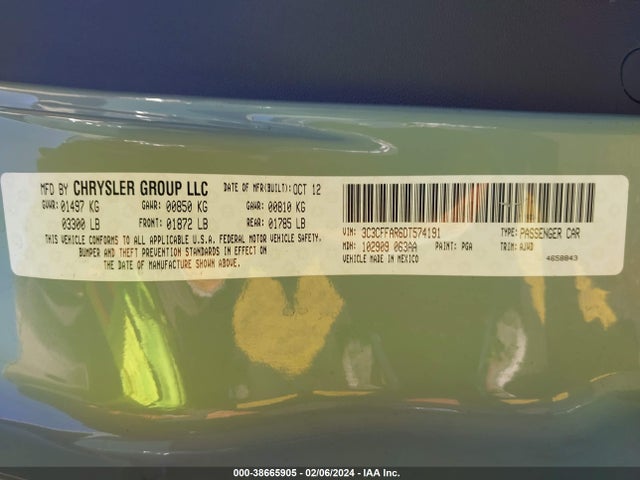 MFD BY CHRYSLER GROUP LLC DATE OF MFR(BUILT): OCT 12
GVWR: 01497 KG GAWR: 00850 KG GAWR: 00810 KG
03300 LB FRONT: 01872 LB REAR: 01785 LB
THIS VEHICLE CONFORMS TO ALL APPLICABLE U.S.A. FEDERAL MOTOR VEHICLE SAFETY,
BUMPER AND THEFT PREVENTION STANDARDS IN EFFECT ON
THE DATE OF MANUFACTURE SHOWN ABOVE.
VIN: 3C3CFFAR6DT574191 TYPE: PASSENGER CAR
MDH: 102909 063AA PAINT: PGA TRIM: AJWD
VEHICLE MADE IN MEXICO 4658843
000-38665905 - 02/06/2024 - IAA Inc.